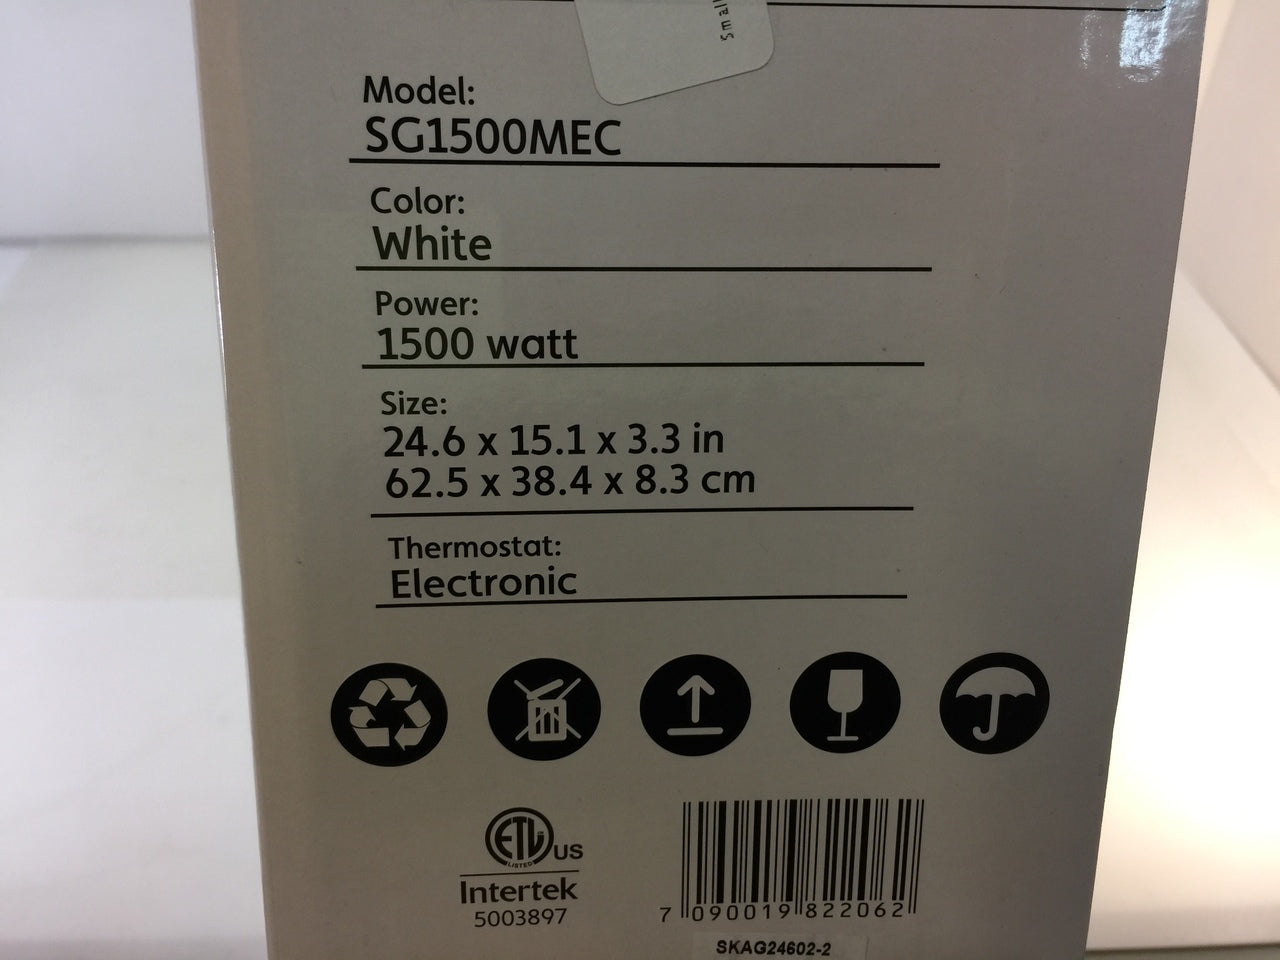 Small
Model:
SG1500MEC
Color:
White
Power:
1500 watt
Size:
24.6 x 15.1 x 3.3 in
62.5 x 38.4 x 8.3 cm
Thermostat:
Electronic
ETL US
LISTED
Intertek
5003897
7 090019 822062
SKAG24602-2